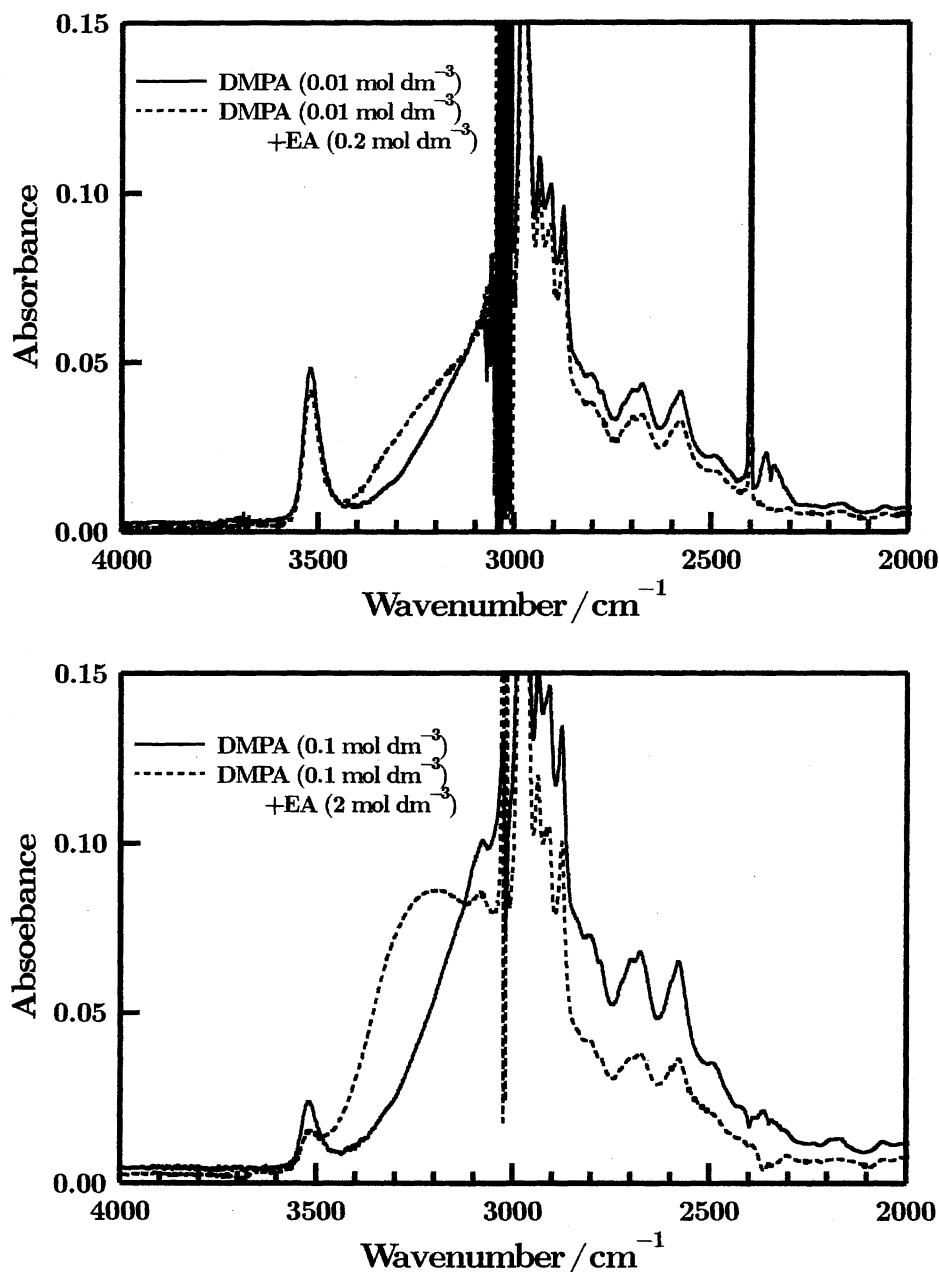 0.15
DMPA (0.01 mol dm⁻³)
DMPA (0.01 mol dm⁻³)
+EA (0.2 mol dm⁻³)
0.10
Absorbance
0.05
0.00
4000 3500 3000 2500 2000
Wavenumber/cm⁻¹
0.15
DMPA (0.1 mol dm⁻³)
DMPA (0.1 mol dm⁻³)
+EA (2 mol dm⁻³)
0.10
Absoebance
0.05
0.00
4000 3500 3000 2500 2000
Wavenumber/cm⁻¹